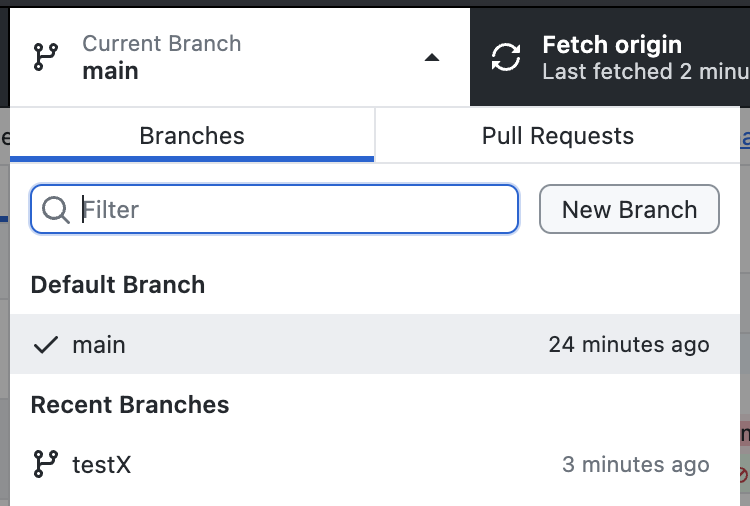 Current Branch
main
Fetch origin
Last fetched 2 minu
Branches
Pull Requests
Filter
New Branch
Default Branch
main 24 minutes ago
Recent Branches
testX 3 minutes ago